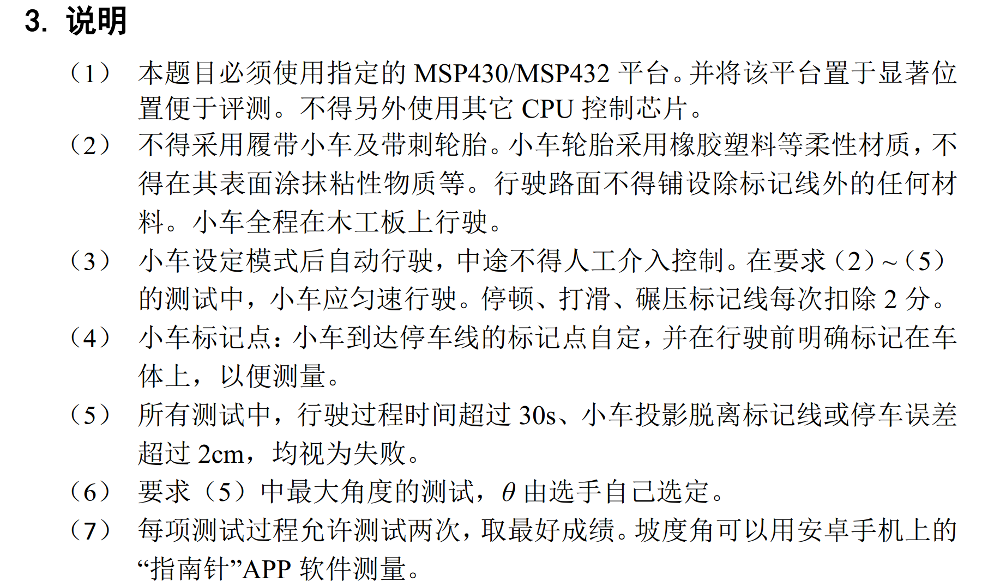 3. 说明
（1） 本题目必须使用指定的 MSP430/MSP432 平台。并将该平台置于显著位
置便于评测。不得另外使用其它 CPU 控制芯片。
（2） 不得采用履带小车及带刺轮胎。小车轮胎采用橡胶塑料等柔性材质，不
得在其表面涂抹粘性物质等。行驶路面不得铺设除标记线外的任何材
料。小车全程在木工板上行驶。
（3） 小车设定模式后自动行驶，中途不得人工介入控制。在要求（2）~（5）
的测试中，小车应匀速行驶。停顿、打滑、碾压标记线每次扣除 2 分。
（4） 小车标记点：小车到达停车线的标记点自定，并在行驶前明确标记在车
体上，以便测量。
（5） 所有测试中，行驶过程时间超过 30s、小车投影脱离标记线或停车误差
超过 2cm，均视为失败。
（6） 要求（5）中最大角度的测试，θ 由选手自己选定。
（7） 每项测试过程允许测试两次，取最好成绩。坡度角可以用安卓手机上的
“指南针”APP 软件测量。